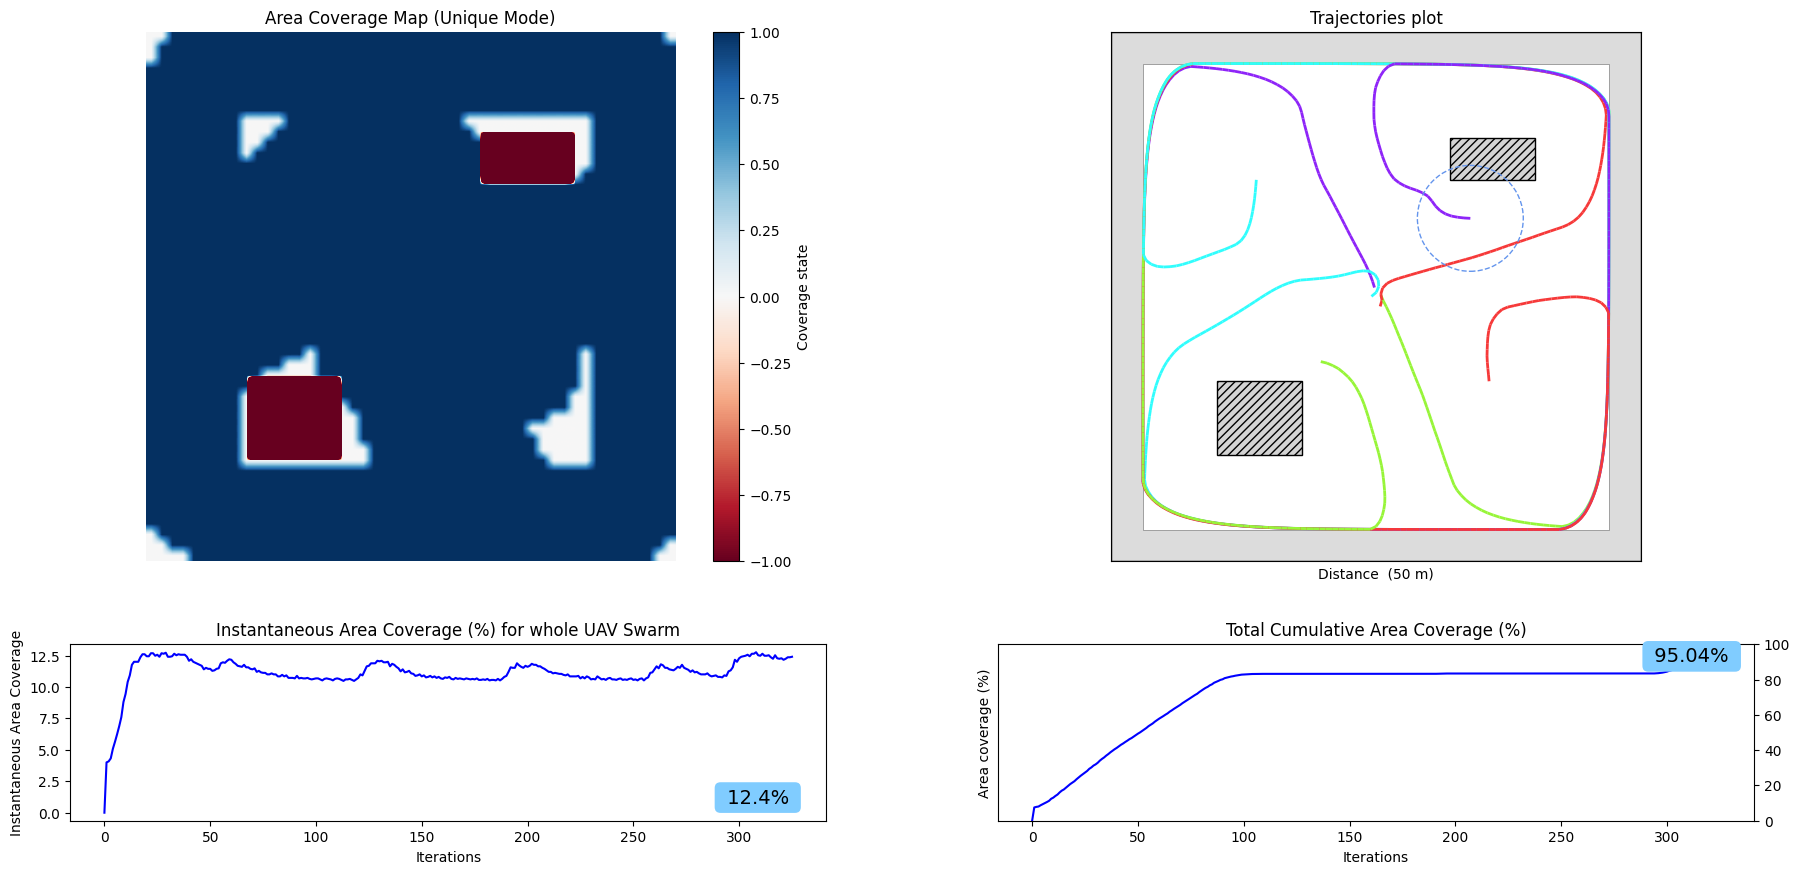 Area Coverage Map (Unique Mode)
1.00
0.75
0.50
0.25
0.00
−0.25
−0.50
−0.75
−1.00
Coverage state
Trajectories plot
Distance  (50 m)
Instantaneous Area Coverage (%) for whole UAV Swarm
Instantaneous Area Coverage
12.5
10.0
7.5
5.0
2.5
0.0
12.4%
0 50 100 150 200 250 300
Iterations
Total Cumulative Area Coverage (%)
Area coverage (%)
95.04%
100
80
60
40
20
0
0 50 100 150 200 250 300
Iterations